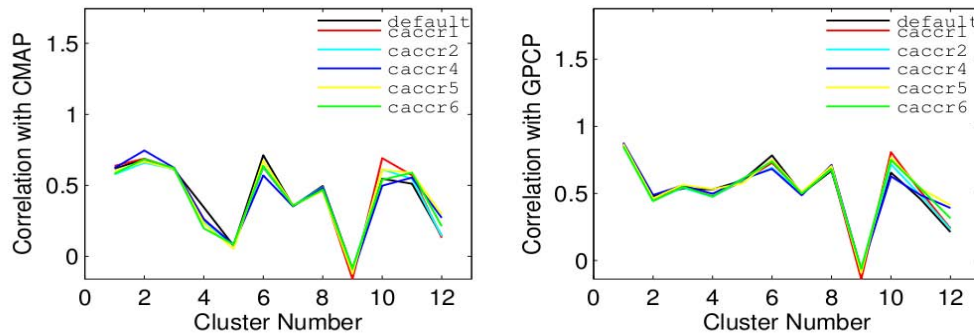 Correlation with CMAP
1.5
1
0.5
0
0
2
4
6
8
10
12
Cluster Number
default
caccr1
caccr2
caccr4
caccr5
caccr6
Correlation with GPCP
1.5
1
0.5
0
0
2
4
6
8
10
12
Cluster Number
default
caccr1
caccr2
caccr4
caccr5
caccr6